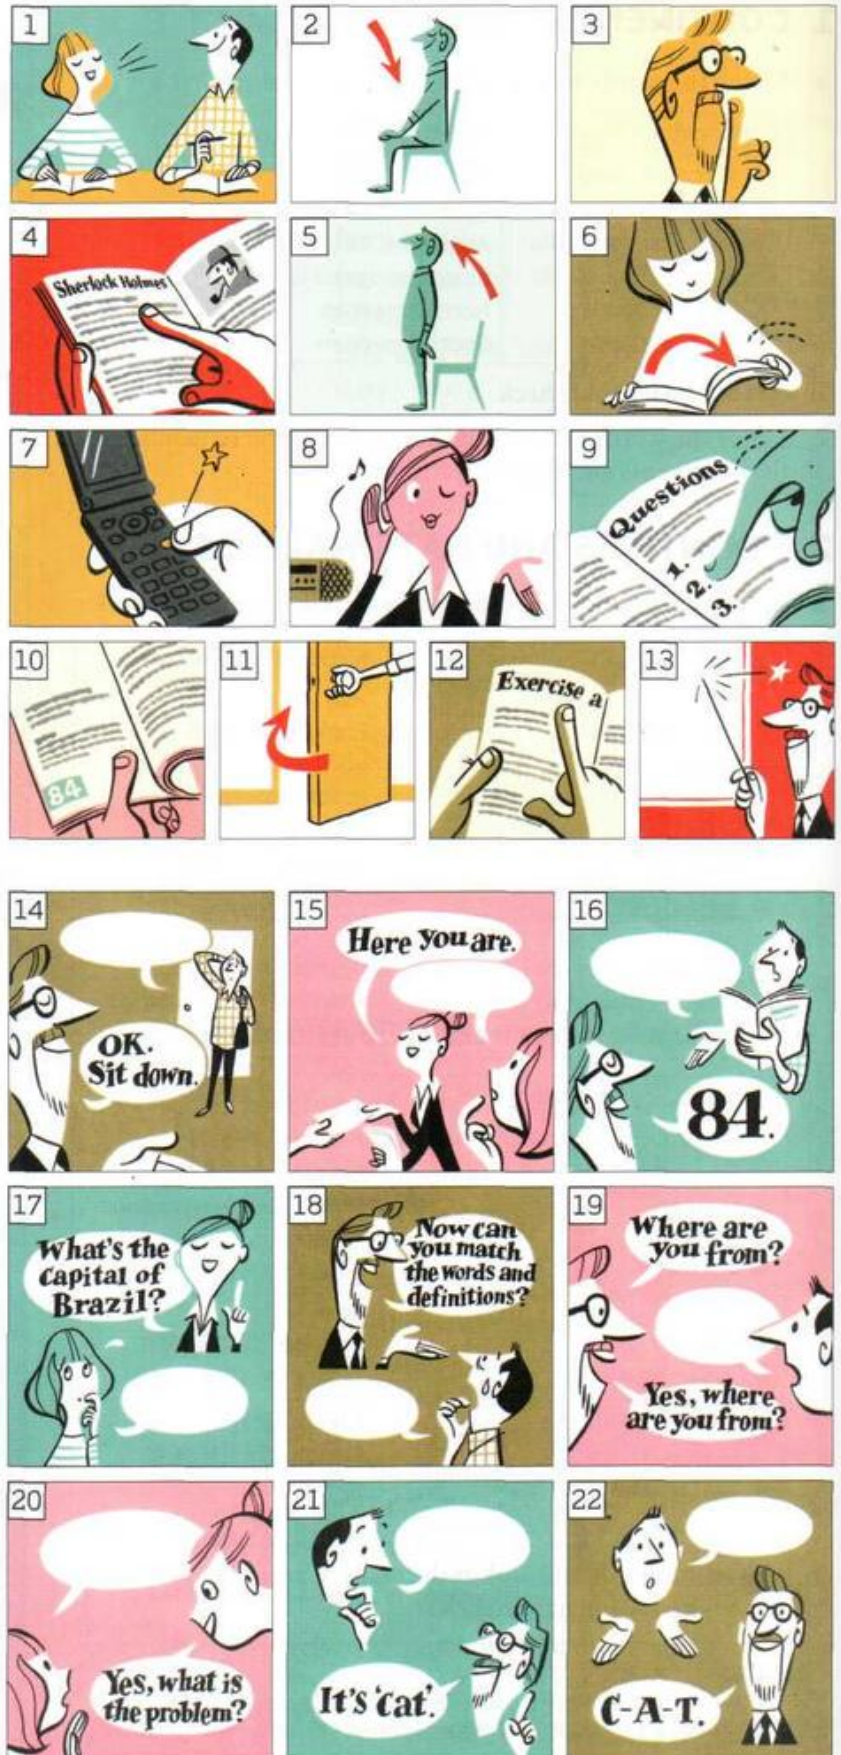 1
2
3
4
Sherlock Holmes
5
6
7
8
9
Questions
1.
2.
3.
10
84
11
12
Exercise a
13
14
OK.
Sit down.
15
Here you are.
16
84.
17
What's the
capital of
Brazil?
18
Now can
you match
the words and
definitions?
19
Where are
you from?
Yes, where
are you from?
20
Yes, what is
the problem?
21
It's 'cat'.
22
C-A-T.